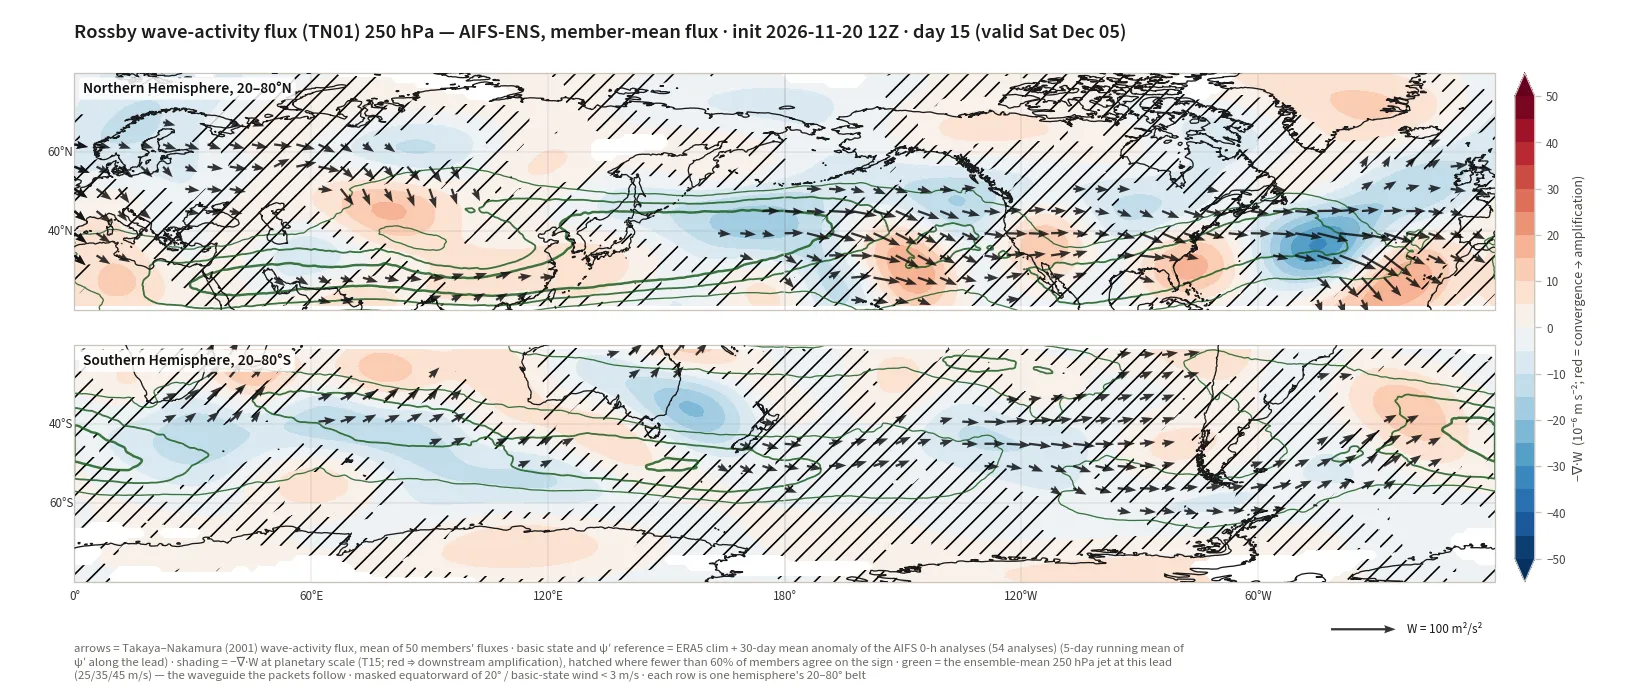 Rossby wave-activity flux (TN01) 250 hPa — AIFS-ENS, member-mean flux · init 2026-11-20 12Z · day 15 (valid Sat Dec 05)
Northern Hemisphere, 20–80°N
60°N
40°N
Southern Hemisphere, 20–80°S
40°S
60°S
0°
60°E
120°E
180°
120°W
60°W
50
40
30
20
10
0
−10
−20
−30
−40
−50
−∇·W (10⁻⁶ m s⁻²; red = convergence → amplification)
W = 100 m²/s²
arrows = Takaya–Nakamura (2001) wave-activity flux, mean of 50 members' fluxes · basic state and ψ' reference = ERA5 clim + 30-day mean anomaly of the AIFS 0-h analyses (54 analyses) (5-day running mean of
ψ' along the lead) · shading = −∇·W at planetary scale (T15; red ⇒ downstream amplification), hatched where fewer than 60% of members agree on the sign · green = the ensemble-mean 250 hPa jet at this lead
(25/35/45 m/s) — the waveguide the packets follow · masked equatorward of 20° / basic-state wind < 3 m/s · each row is one hemisphere's 20–80° belt